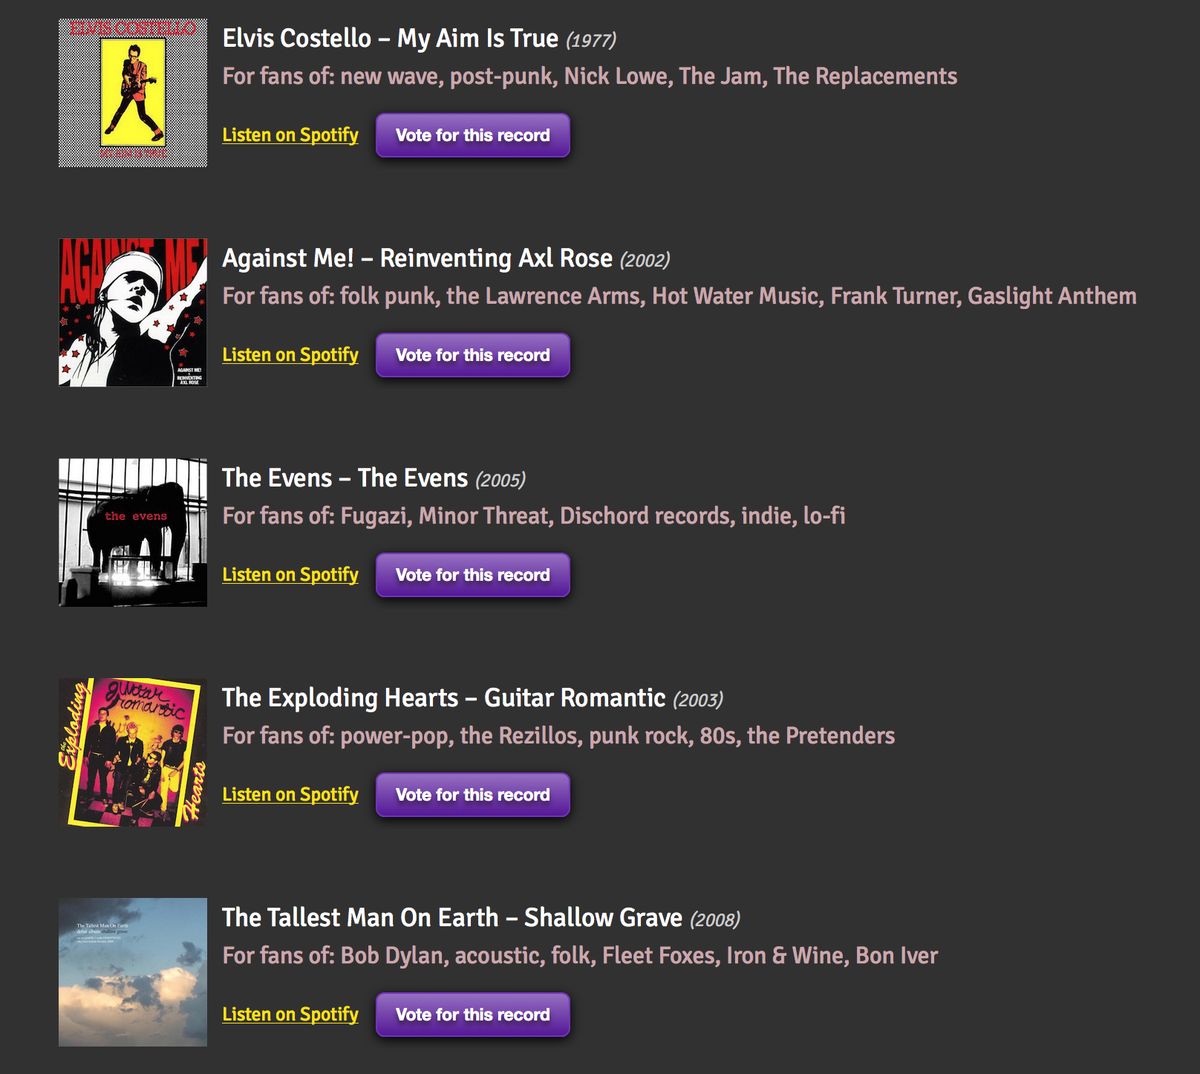 ELVIS COSTELLO
MY AIM IS TRUE
Elvis Costello – My Aim Is True (1977)
For fans of: new wave, post-punk, Nick Lowe, The Jam, The Replacements
Listen on Spotify
Vote for this record
AGAINST ME!
AGAINST ME!
REINVENTING
AXL ROSE
Against Me! – Reinventing Axl Rose (2002)
For fans of: folk punk, the Lawrence Arms, Hot Water Music, Frank Turner, Gaslight Anthem
Listen on Spotify
Vote for this record
the evens
The Evens – The Evens (2005)
For fans of: Fugazi, Minor Threat, Dischord records, indie, lo-fi
Listen on Spotify
Vote for this record
the Exploding
guitar
romantic
Hearts
The Exploding Hearts – Guitar Romantic (2003)
For fans of: power-pop, the Rezillos, punk rock, 80s, the Pretenders
Listen on Spotify
Vote for this record
The Tallest Man On Earth
The Tallest Man On Earth – Shallow Grave (2008)
For fans of: Bob Dylan, acoustic, folk, Fleet Foxes, Iron & Wine, Bon Iver
Listen on Spotify
Vote for this record